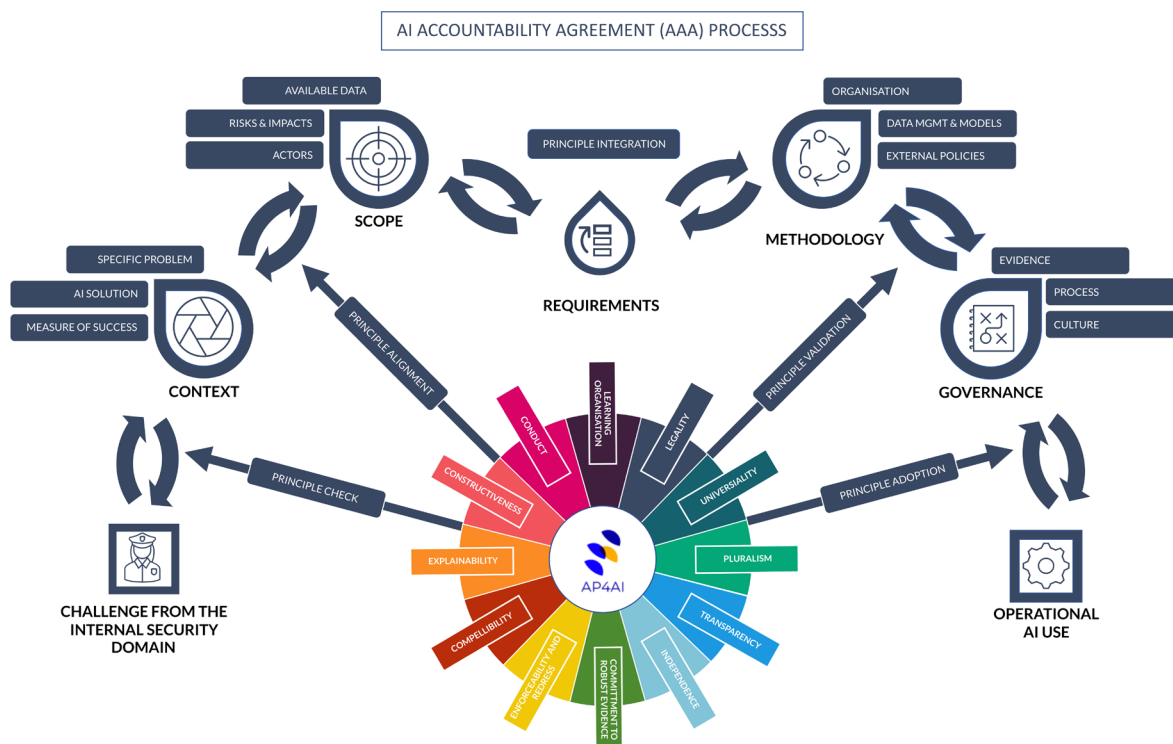 AI ACCOUNTABILITY AGREEMENT (AAA) PROCESSS
AVAILABLE DATA
RISKS & IMPACTS
ACTORS
SCOPE
PRINCIPLE INTEGRATION
REQUIREMENTS
ORGANISATION
DATA MGMT & MODELS
EXTERNAL POLICIES
METHODOLOGY
SPECIFIC PROBLEM
AI SOLUTION
MEASURE OF SUCCESS
CONTEXT
EVIDENCE
PROCESS
CULTURE
GOVERNANCE
PRINCIPLE ALIGNMENT
PRINCIPLE VALIDATION
PRINCIPLE CHECK
PRINCIPLE ADOPTION
CHALLENGE FROM THE
INTERNAL SECURITY
DOMAIN
OPERATIONAL
AI USE
LEARNING
ORGANISATION
LEGALITY
UNIVERSIALITY
PLURALISM
TRANSPARENCY
INDEPENDENCE
COMMITTMENT TO
ROBUST EVIDENCE
ENFORCEABILITY AND
REDRESS
COMPELLIBILITY
EXPLAINABILITY
CONSTRUCTIVENESS
CONDUCT
AP4AI